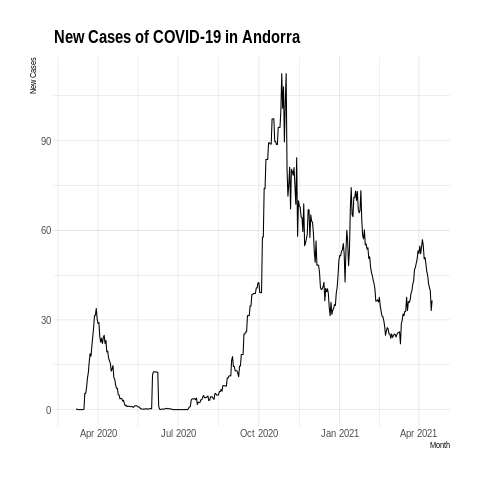 New Cases of COVID-19 in Andorra
New Cases
90
60
30
0
Apr 2020
Jul 2020
Oct 2020
Jan 2021
Apr 2021
Month